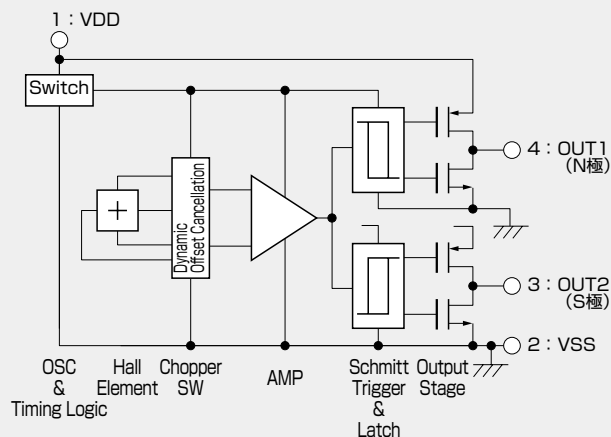 1：VDD
Switch
4：OUT1
(N極)
Dynamic
Offset Cancellation
3：OUT2
(S極)
2：VSS
OSC
&
Timing Logic
Hall
Element
Chopper
SW
AMP
Schmitt
Trigger
&
Latch
Output
Stage